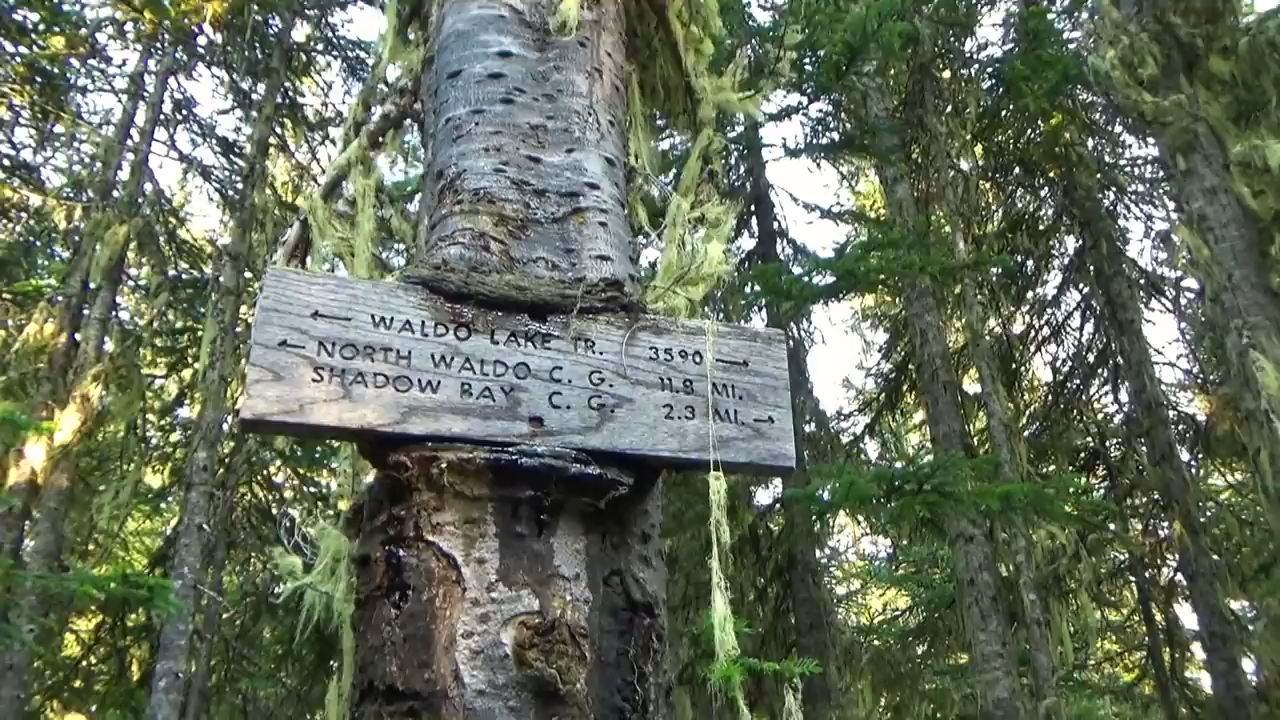 ← WALDO LAKE TR. 3590 →
← NORTH WALDO C. G. 11.8 MI.
SHADOW BAY C. G. 2.3 MI. →